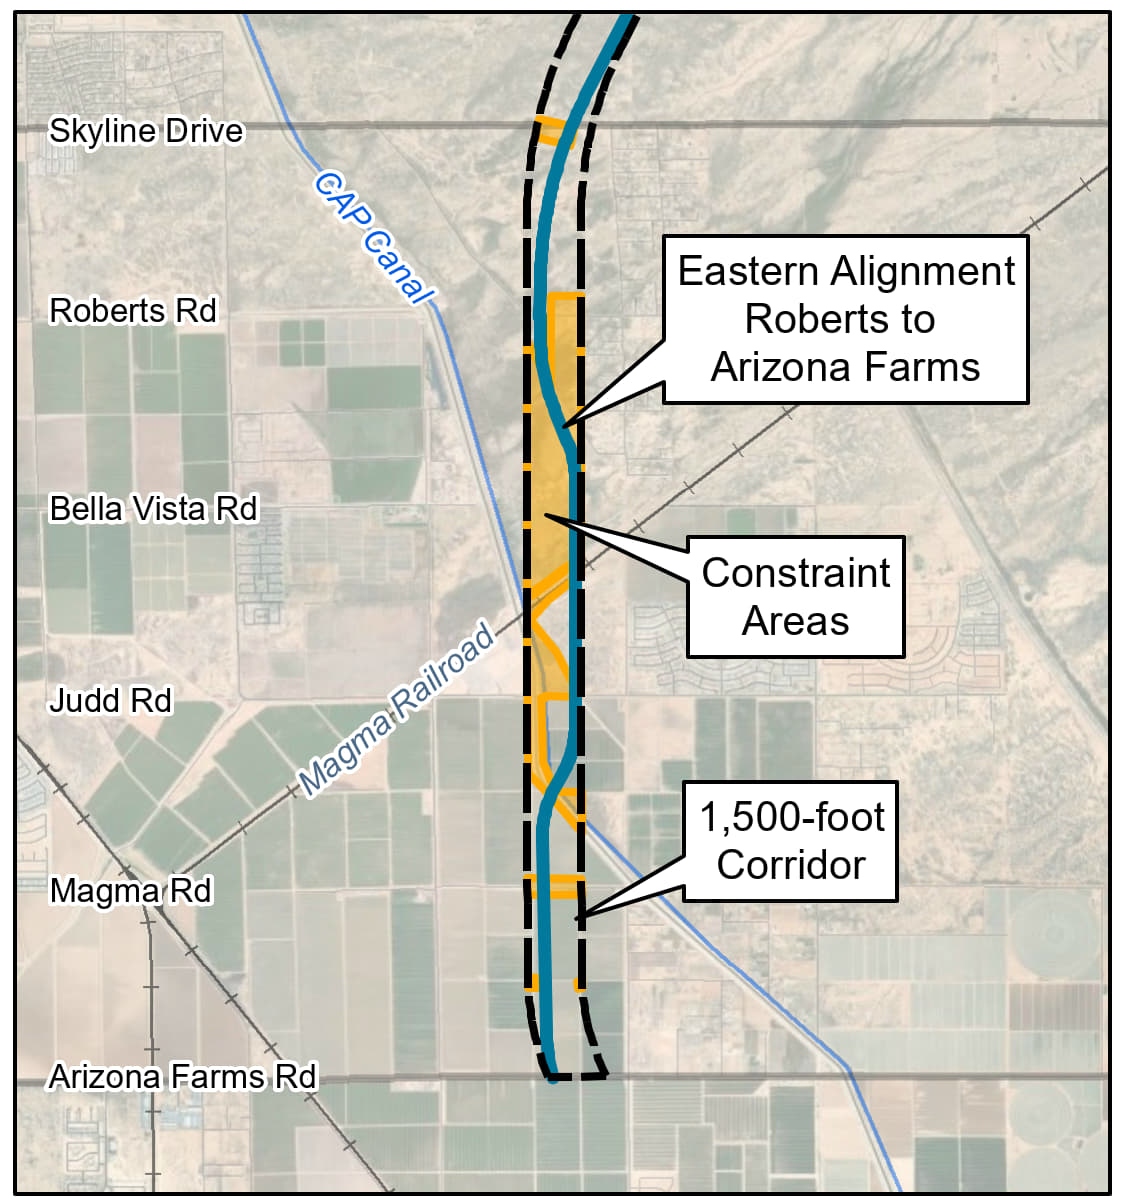 Skyline Drive
CAP Canal
Roberts Rd
Eastern Alignment
Roberts to
Arizona Farms
Bella Vista Rd
Constraint
Areas
Magma Railroad
Judd Rd
1,500-foot
Corridor
Magma Rd
Arizona Farms Rd